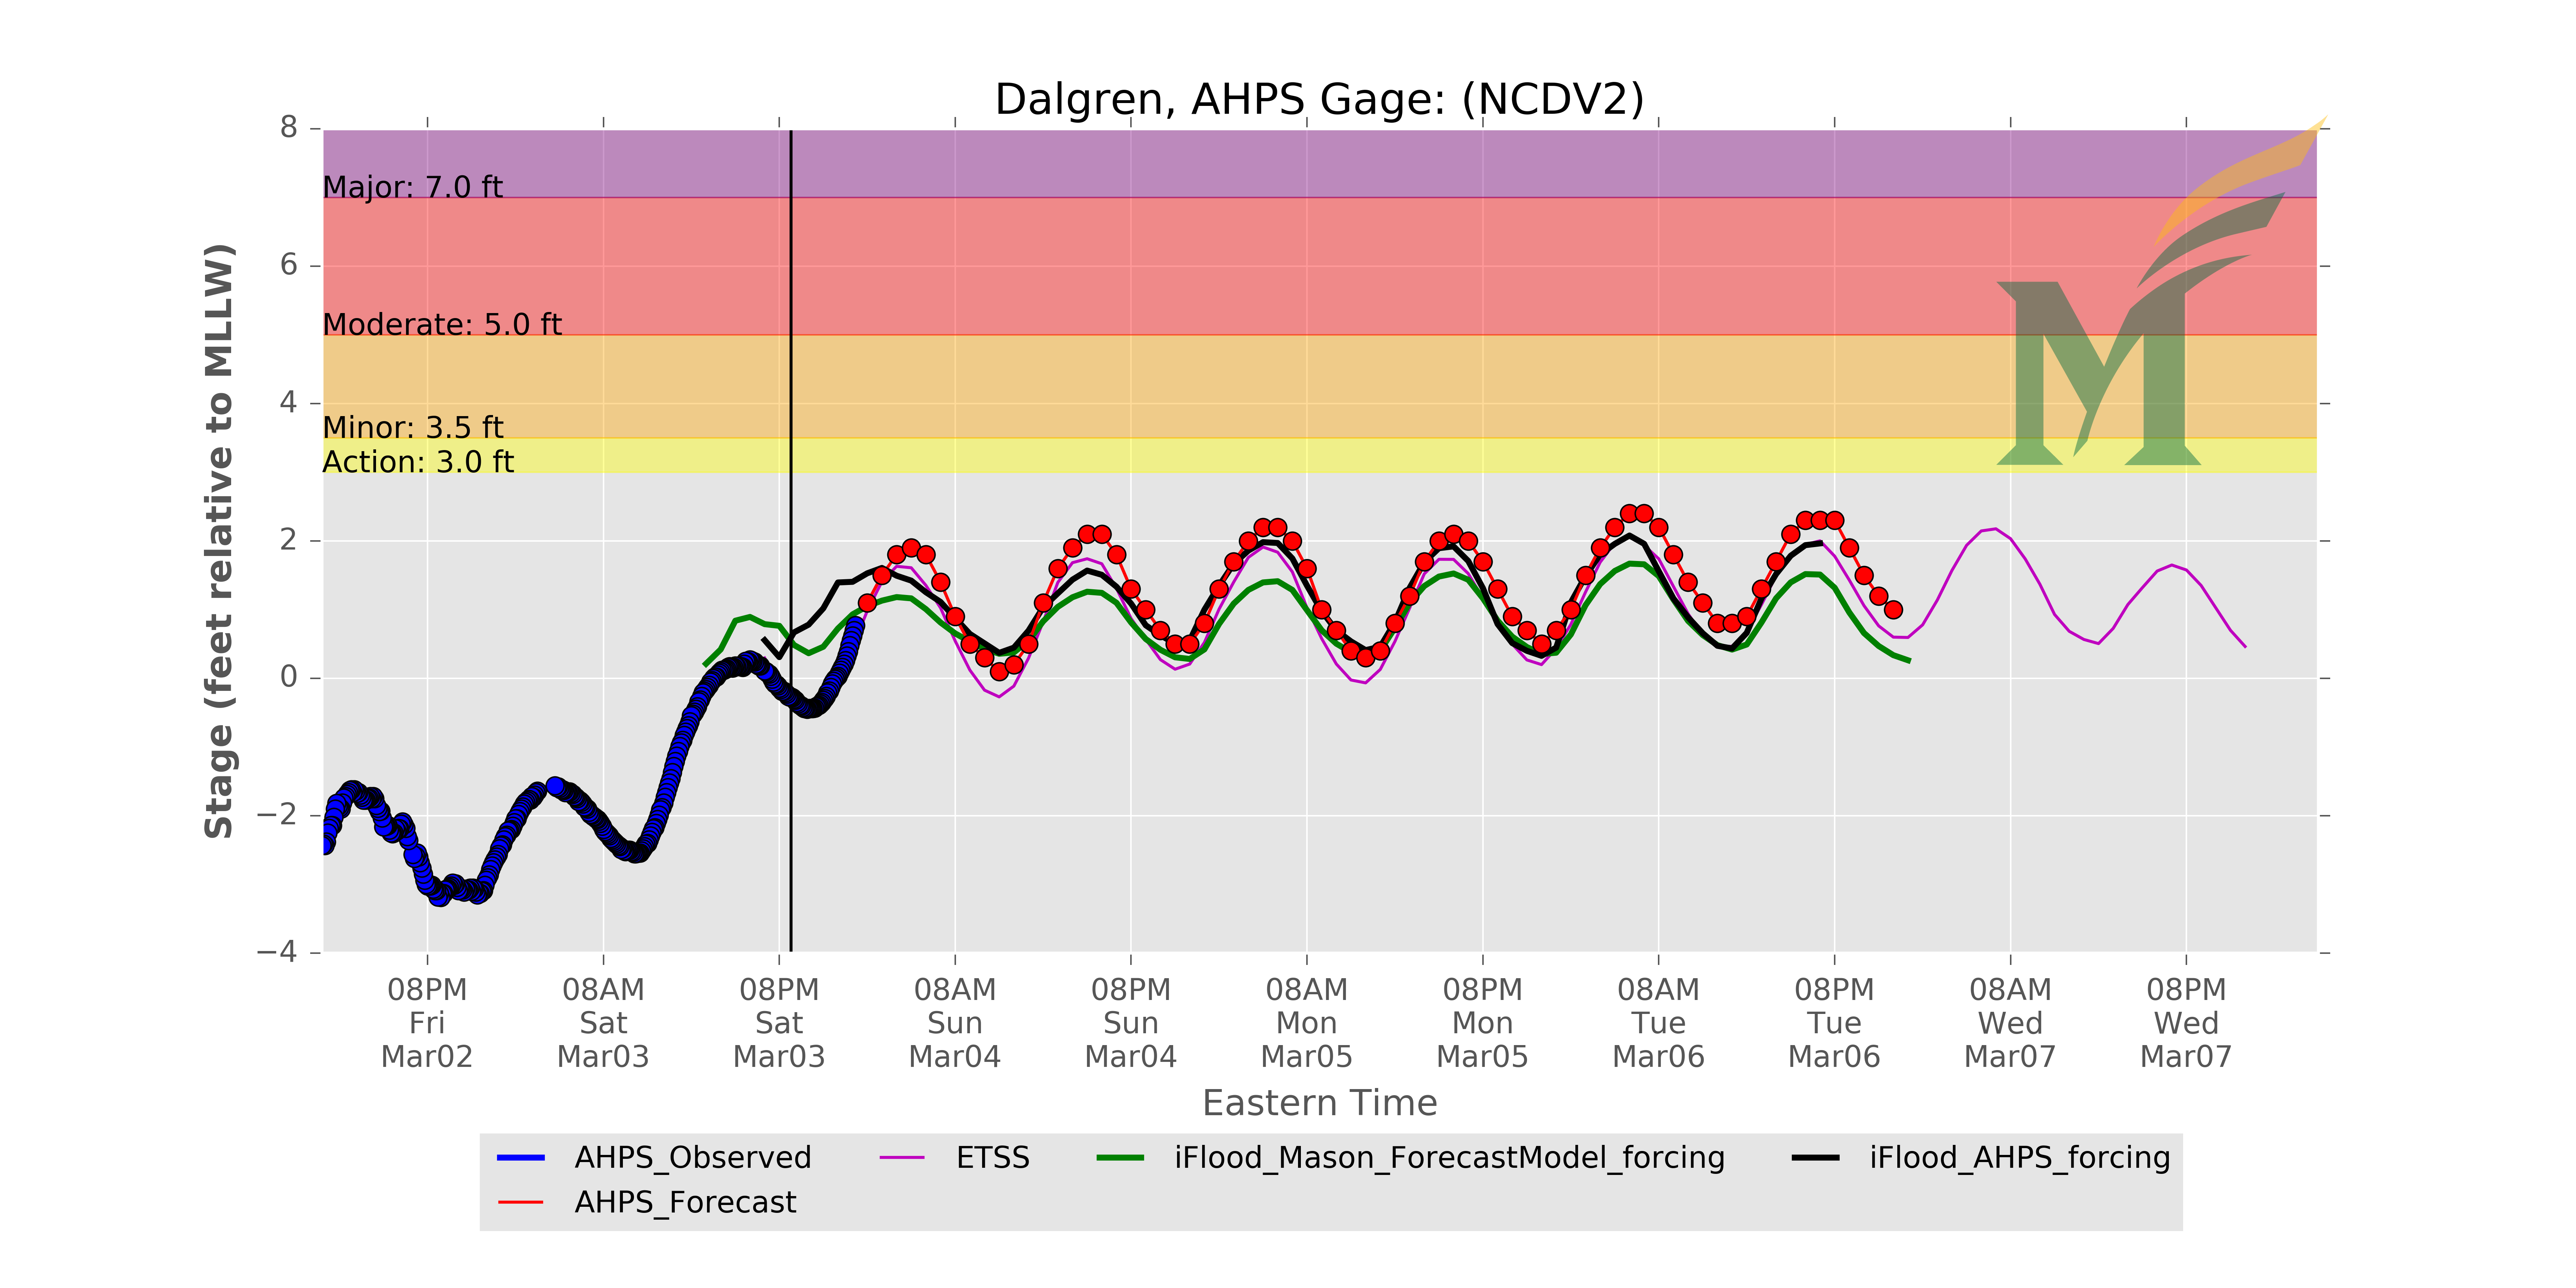 Dalgren, AHPS Gage: (NCDV2)
Stage (feet relative to MLLW)
8
6
4
2
0
−2
−4
Major: 7.0 ft
Moderate: 5.0 ft
Minor: 3.5 ft
Action: 3.0 ft
08PM 08AM 08PM 08AM 08PM 08AM 08PM 08AM 08PM 08AM 08PM
Fri Sat Sat Sun Sun Mon Mon Tue Tue Wed Wed
Mar02 Mar03 Mar03 Mar04 Mar04 Mar05 Mar05 Mar06 Mar06 Mar07 Mar07
Eastern Time
AHPS_Observed ETSS iFlood_Mason_ForecastModel_forcing iFlood_AHPS_forcing
AHPS_Forecast
M